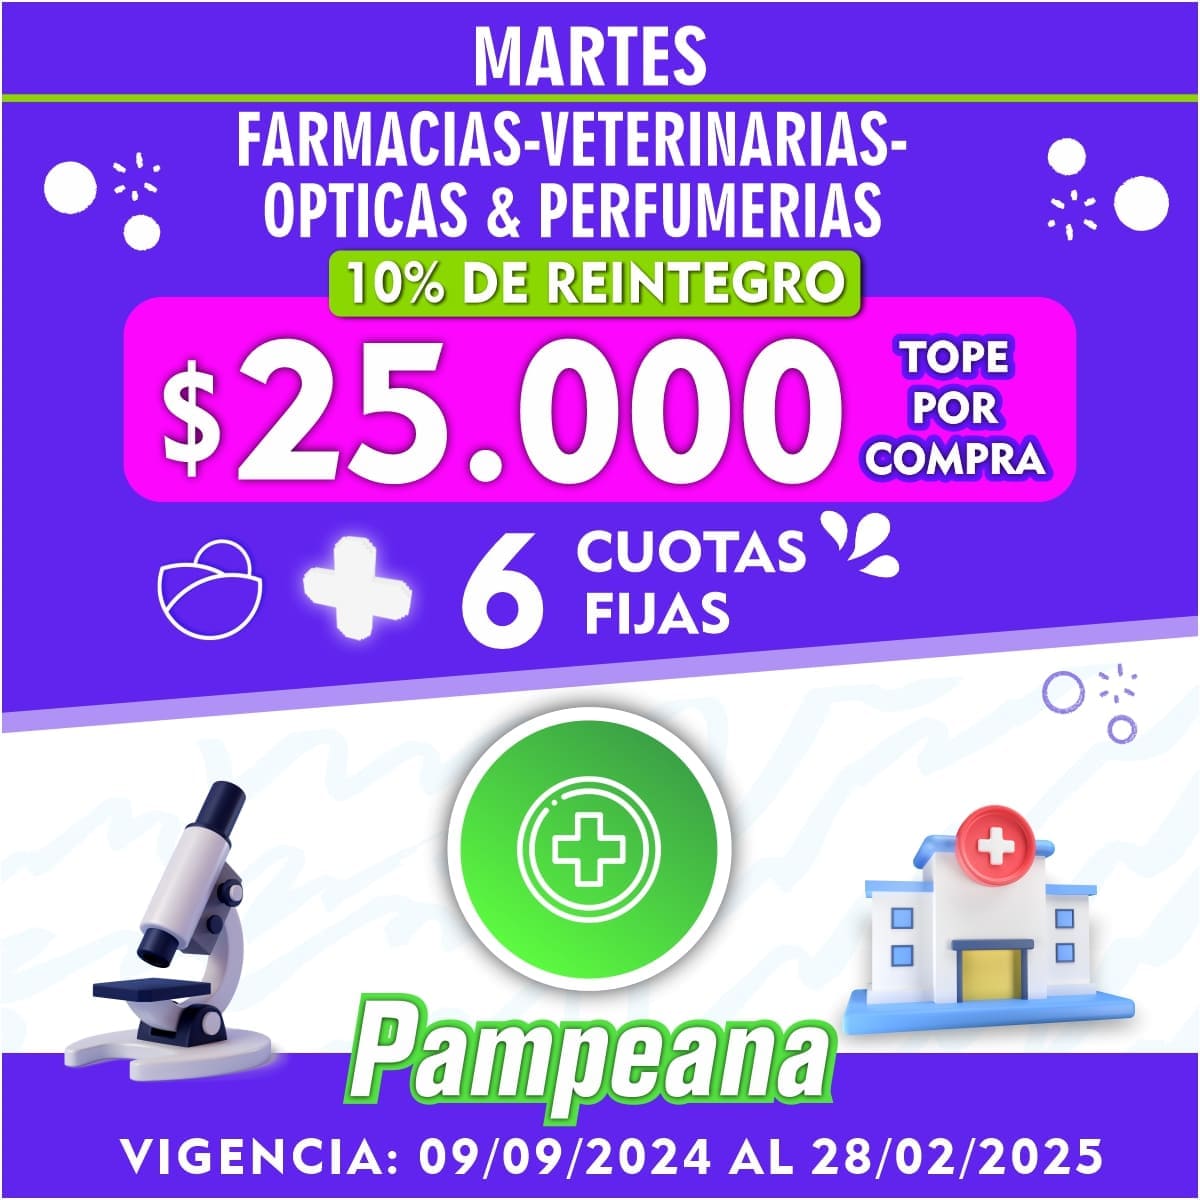 MARTES
FARMACIAS-VETERINARIAS-
OPTICAS & PERFUMERIAS
10% DE REINTEGRO
$25.000
TOPE
POR
COMPRA
6 CUOTAS
FIJAS
Pampeana
VIGENCIA: 09/09/2024 AL 28/02/2025